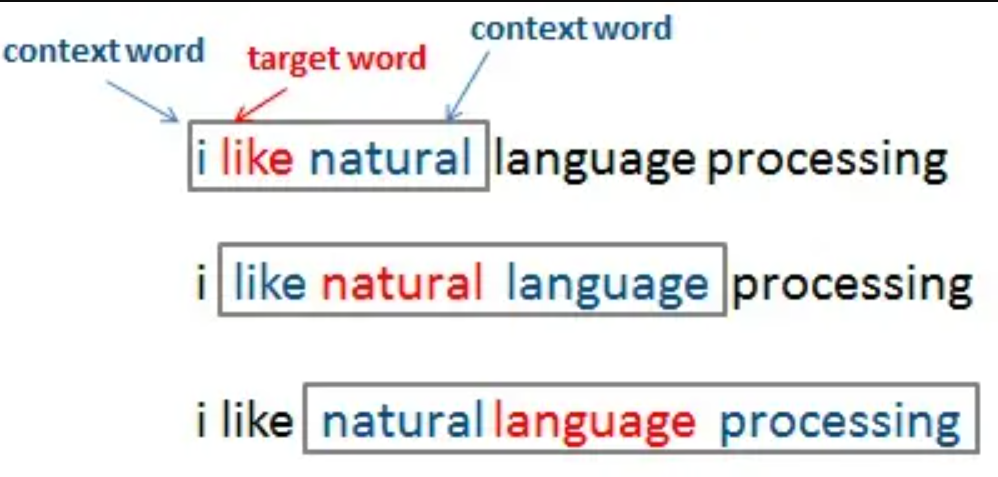 context word target word context word
i like natural language processing
i like natural language processing
i like natural language processing